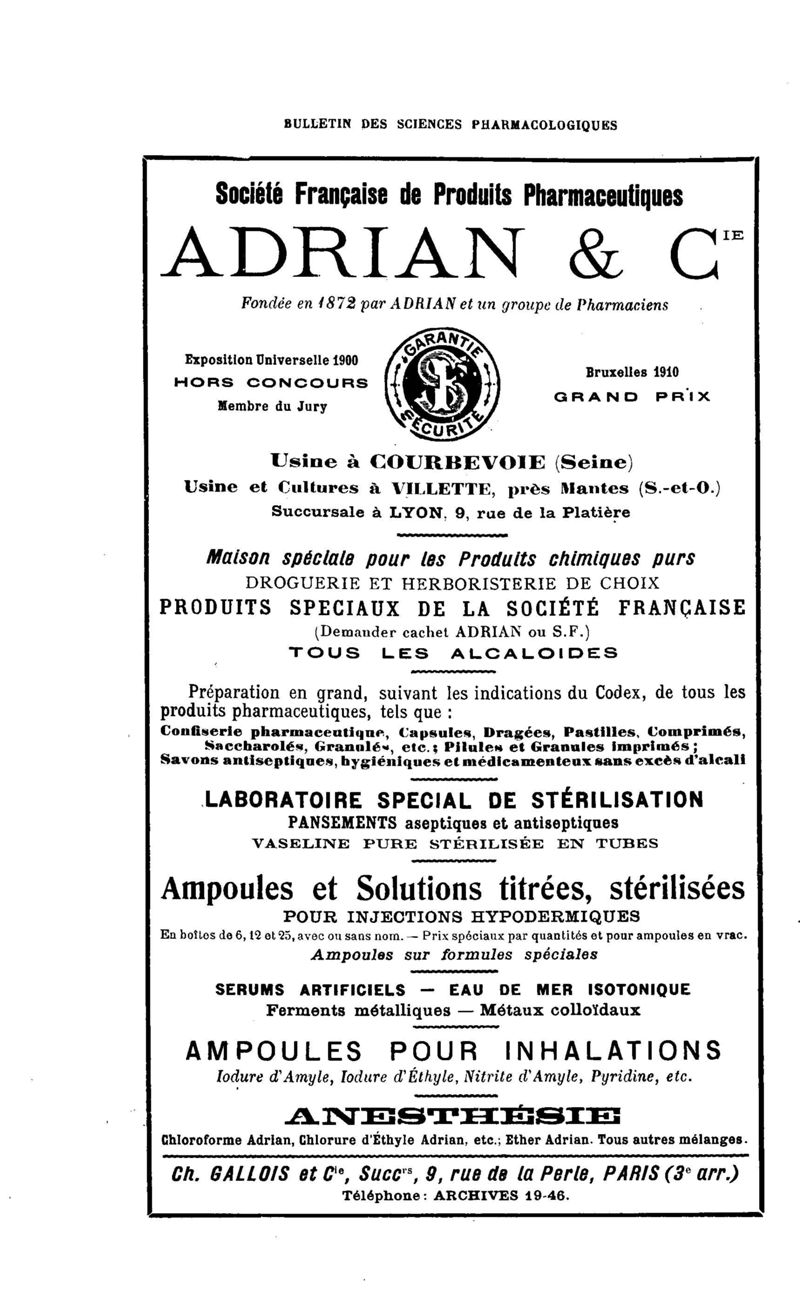 BULLETIN DES SCIENCES PHARMACOLOGIQUES
Société Française de Produits Pharmaceutiques
ADRIAN & CIE
Fondée en 1872 par ADRIAN et un groupe de Pharmaciens
Exposition Universelle 1900
HORS CONCOURS
Membre du Jury
GARANTIE
SF
SÉCURITÉ
Bruxelles 1910
GRAND PRIX
Usine à COURBEVOIE (Seine)
Usine et Cultures à VILLETTE, près Mantes (S.-et-O.)
Succursale à LYON, 9, rue de la Platière
Maison spéciale pour les Produits chimiques purs
DROGUERIE ET HERBORISTERIE DE CHOIX
PRODUITS SPECIAUX DE LA SOCIÉTÉ FRANÇAISE
(Demander cachet ADRIAN ou S.F.)
TOUS LES ALCALOIDES
Préparation en grand, suivant les indications du Codex, de tous les
produits pharmaceutiques, tels que :
Confiserie pharmaceutique, Capsules, Dragées, Pastilles, Comprimés,
Saccharolés, Granulés, etc.; Pilules et Granules imprimés ;
Savons antiseptiques, hygiéniques et médicamenteux sans excès d'alcali
LABORATOIRE SPECIAL DE STÉRILISATION
PANSEMENTS aseptiques et antiseptiques
VASELINE PURE STÉRILISÉE EN TUBES
Ampoules et Solutions titrées, stérilisées
POUR INJECTIONS HYPODERMIQUES
En boîtes de 6, 12 et 25, avec ou sans nom. — Prix spéciaux par quantités et pour ampoules en vrac.
Ampoules sur formules spéciales
SERUMS ARTIFICIELS — EAU DE MER ISOTONIQUE
Ferments métalliques — Métaux colloïdaux
AMPOULES POUR INHALATIONS
Iodure d'Amyle, Iodure d'Éthyle, Nitrite d'Amyle, Pyridine, etc.
ANESTHÉSIE
Chloroforme Adrian, Chlorure d'Éthyle Adrian, etc.; Ether Adrian. Tous autres mélanges.
Ch. GALLOIS et Cie, Succrs, 9, rue de la Perle, PARIS (3e arr.)
Téléphone : ARCHIVES 19-46.